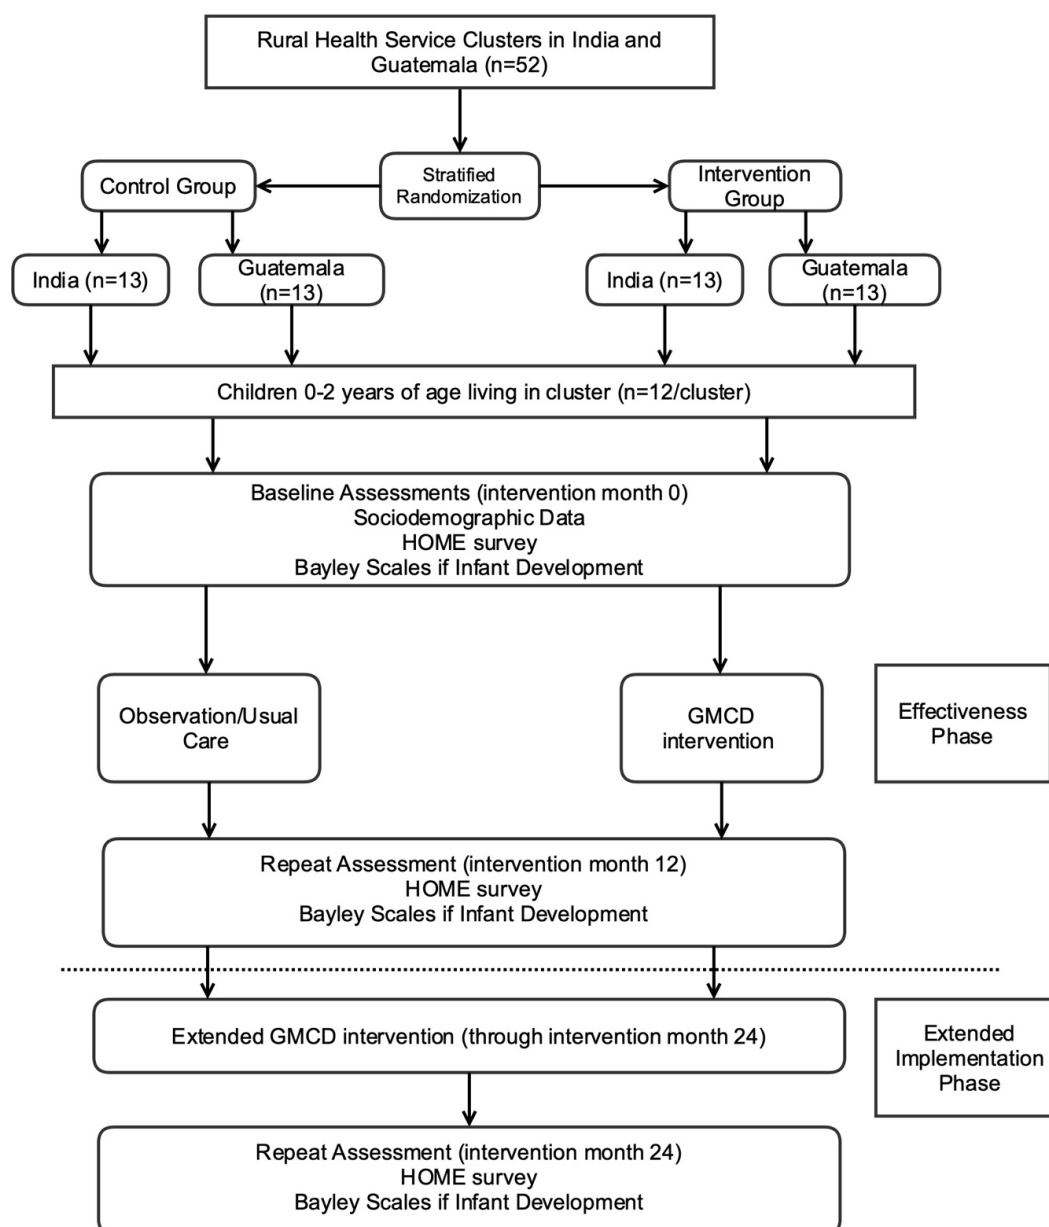 Rural Health Service Clusters in India and
Guatemala (n=52)
Control Group
Stratified
Randomization
Intervention
Group
India (n=13)
Guatemala
(n=13)
India (n=13)
Guatemala
(n=13)
Children 0-2 years of age living in cluster (n=12/cluster)
Baseline Assessments (intervention month 0)
Sociodemographic Data
HOME survey
Bayley Scales if Infant Development
Observation/Usual
Care
GMCD
intervention
Effectiveness
Phase
Repeat Assessment (intervention month 12)
HOME survey
Bayley Scales if Infant Development
Extended GMCD intervention (through intervention month 24)
Extended
Implementation
Phase
Repeat Assessment (intervention month 24)
HOME survey
Bayley Scales if Infant Development